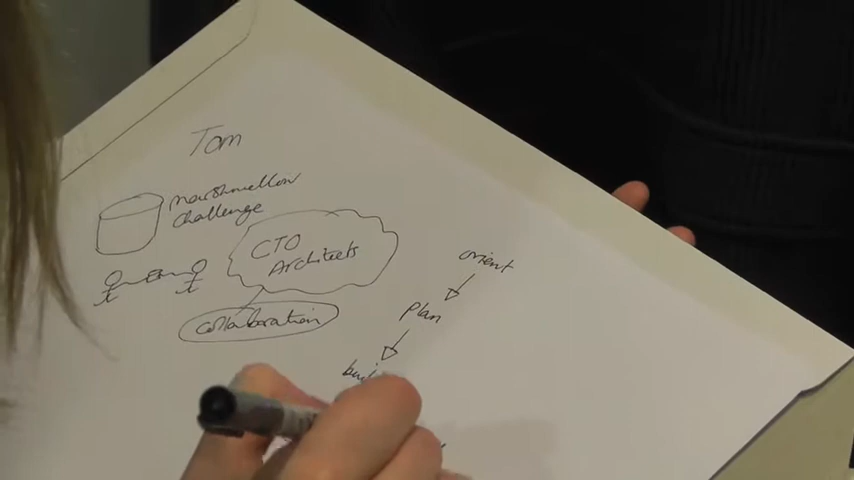 Tom
marshmellow
challenge
CTO
Architects
collaboration
orient
plan